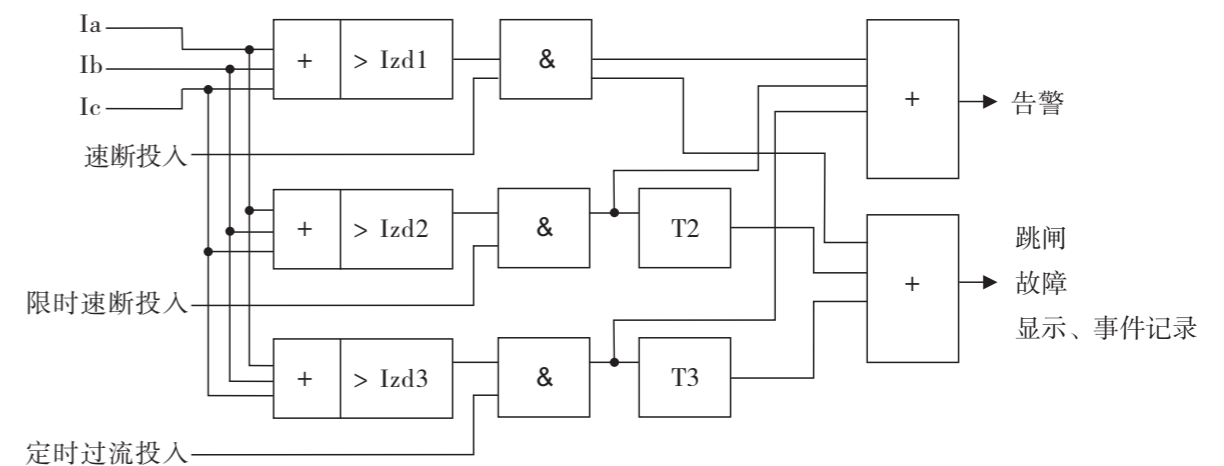 Ia
Ib
Ic
+ > Izd1
&
+
告警
速断投入
+ > Izd2
&
T2
限时速断投入
+
跳闸
故障
显示、事件记录
+ > Izd3
&
T3
定时过流投入